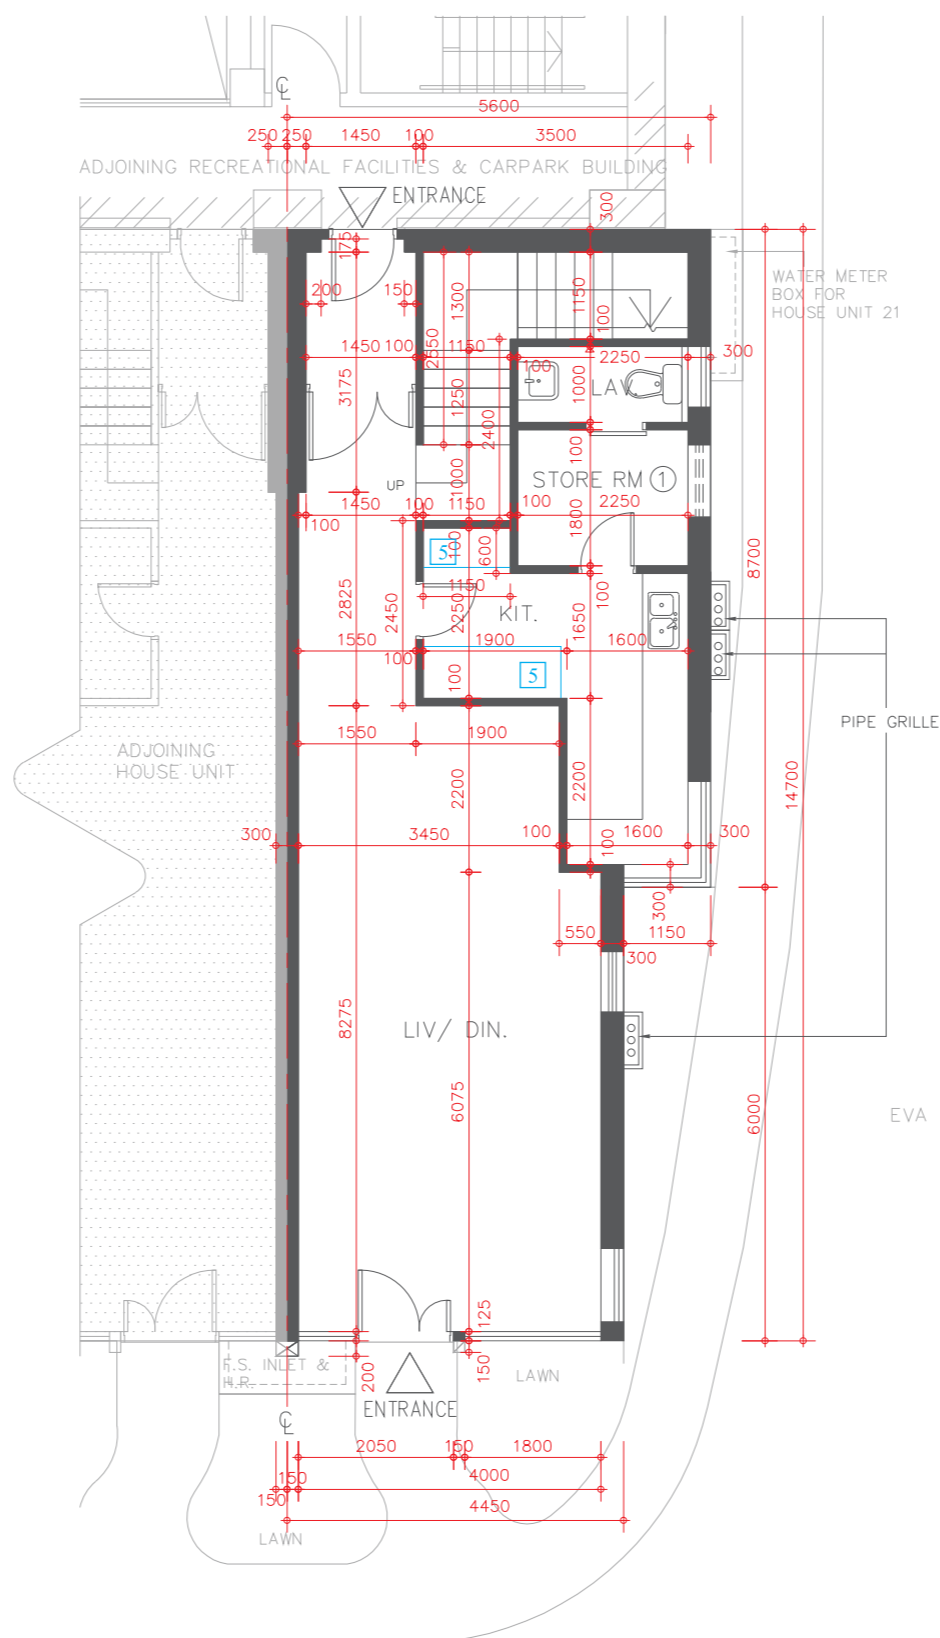 ℄
5600
250 250 1450 100 3500
ADJOINING RECREATIONAL FACILITIES & CARPARK BUILDING
ENTRANCE
300
175
WATER METER
BOX FOR
HOUSE UNIT 21
200 150
1300
1150
100
2550
1450 100 1150
100
2250
300
3175
1250
2400
1000
LAV.
100
STORE RM 1
UP
1000
1800
1450 100 1150 100 2250
100
5
100
600
8700
2825
2450
1150
2250
KIT.
1650
100
1550 1900 1600
100
100
5
PIPE GRILLE
1550 1900
ADJOINING
HOUSE UNIT
2200
2200
14700
300 3450 100 1600 300
100
300
550 1150
300
8275
LIV/ DIN.
6075
6000
EVA
125
F.S. INLET &
H.R.
200
150
LAWN
ENTRANCE
℄
2050 150 1800
150 4000
150
4450
LAWN